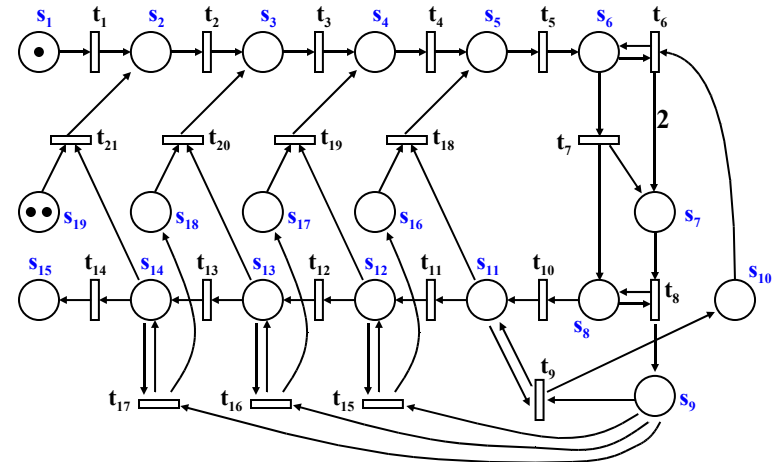 s1 t1 s2 t2 s3 t3 s4 t4 s5 t5 s6 t6
2
t21 t20 t19 t18 t7
s19 s18 s17 s16 s7
s15 t14 s14 t13 s13 t12 s12 t11 s11 t10 s8 t8 s10
t17 t16 t15 t9 s9